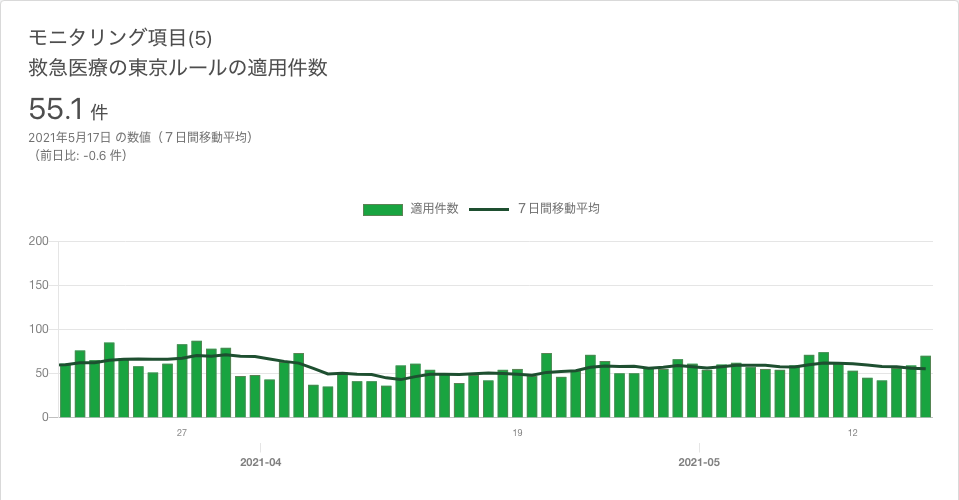 モニタリング項目(5)
救急医療の東京ルールの適用件数
55.1 件
2021年5月17日 の数値（７日間移動平均）
（前日比: -0.6 件）
適用件数 ７日間移動平均
200
150
100
50
0
27 19 12
2021-04 2021-05